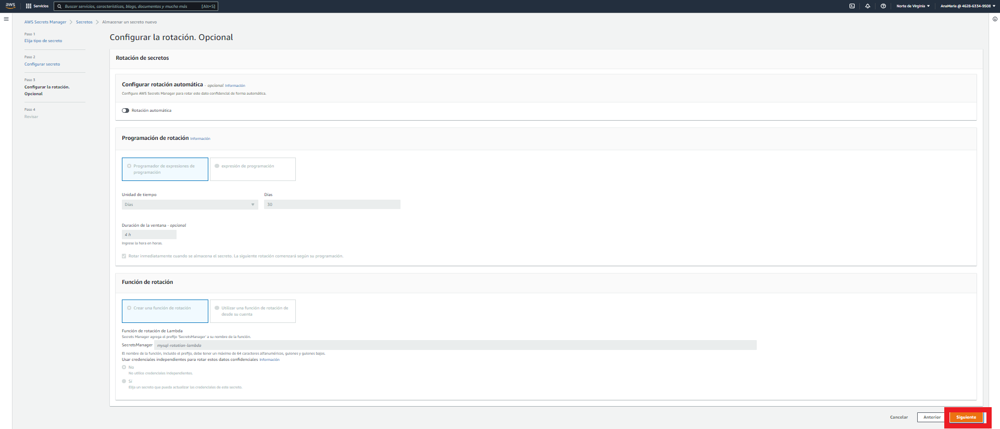 aws
Servicios
Buscar servicios, características, blogs, documentos y mucho más [Alt+S]
Norte de Virginia
AnaMaria @ 4628-6334-9508
AWS Secrets Manager
Secretos
Almacenar un secreto nuevo
Paso 1
Elija tipo de secreto
Paso 2
Configurar secreto
Paso 3
Configurar la rotación.
Opcional
Paso 4
Revisar
Configurar la rotación. Opcional
Rotación de secretos
Configurar rotación automática - opcional Información
Configure AWS Secrets Manager para rotar este dato confidencial de forma automática.
Rotación automática
Programación de rotación Información
Programador de expresiones de
programación
expresión de programación
Unidad de tiempo
Días
Días
30
Duración de la ventana - opcional
4 h
Ingrese la hora en horas.
Rotar inmediatamente cuando se almacena el secreto. La siguiente rotación comenzará según su programación.
Función de rotación
Crear una función de rotación
Utilizar una función de rotación de
desde su cuenta
Función de rotación de Lambda
Secrets Manager agrega el prefijo 'SecretsManager' a su nombre de la función.
SecretsManager
mysql-rotation-lambda
El nombre de la función, incluido el prefijo, debe tener un máximo de 64 caracteres alfanuméricos, guiones y guiones bajos.
Usar credenciales independientes para rotar estos datos confidenciales Información
No
No utilice credenciales independientes.
Sí
Elija un secreto que pueda actualizar las credenciales de este secreto.
Cancelar
Anterior
Siguiente